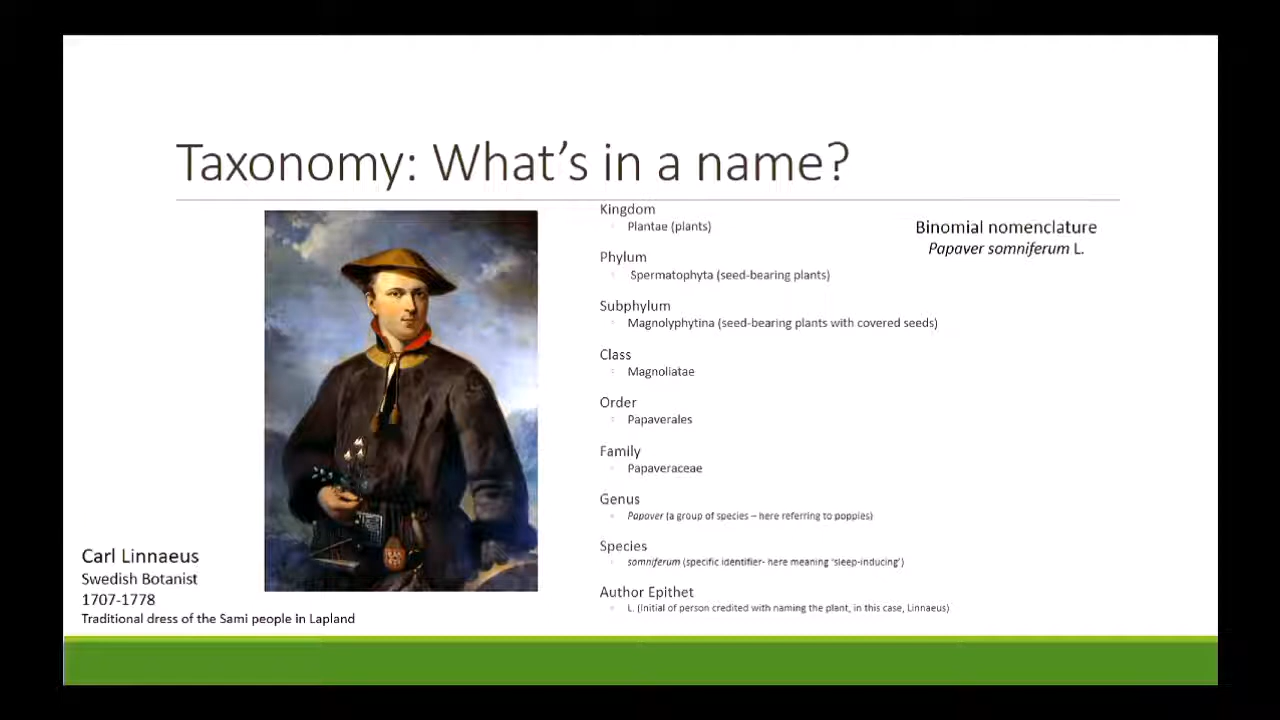 Taxonomy: What's in a name?
Kingdom
Plantae (plants)
Phylum
Spermatophyta (seed-bearing plants)
Subphylum
Magnolyphytina (seed-bearing plants with covered seeds)
Class
Magnoliatae
Order
Papaverales
Family
Papaveraceae
Genus
Papaver (a group of species – here referring to poppies)
Species
somniferum (specific identifier- here meaning 'sleep-inducing')
Author Epithet
L. (Initial of person credited with naming the plant, in this case, Linnaeus)
Binomial nomenclature
Papaver somniferum L.
Carl Linnaeus
Swedish Botanist
1707-1778
Traditional dress of the Sami people in Lapland